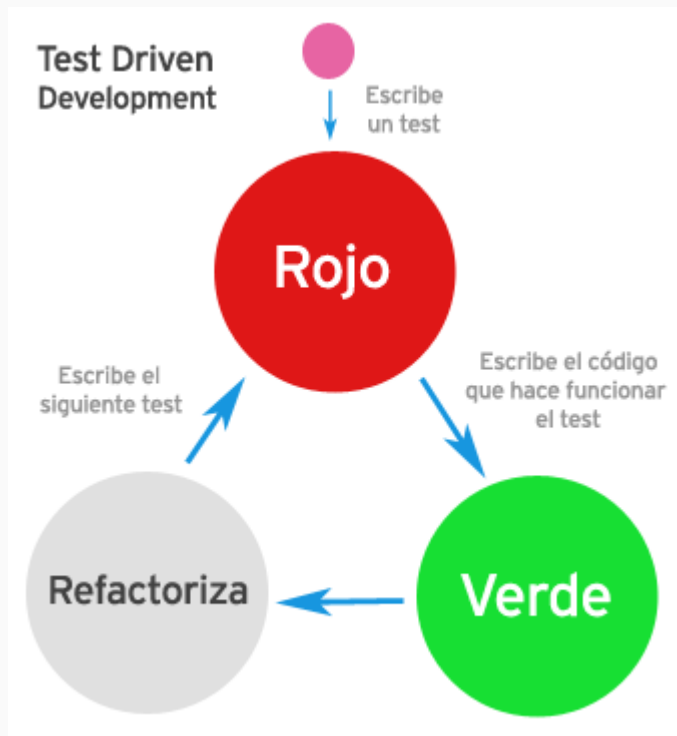 Test Driven
Development
Escribe
un test
Rojo
Escribe el código
que hace funcionar
el test
Escribe el
siguiente test
Refactoriza
Verde